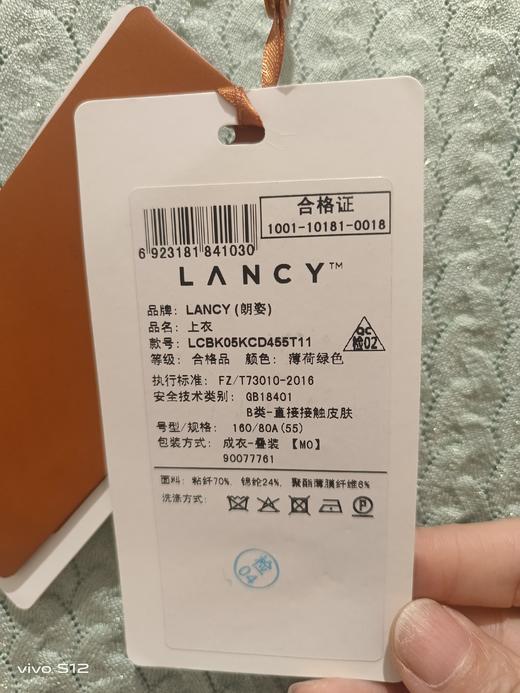 合格证
1001-10181-0018
6 923181 841030
LANCY™
品牌: LANCY (朗姿)
品名: 上衣
款号: LCBK05KCD455T11
QC
检02
等级: 合格品 颜色: 薄荷绿色
执行标准: FZ/T73010-2016
安全技术类别: GB18401
B类-直接接触皮肤
号型/规格: 160/80A(55)
包装方式: 成衣-叠装 【M0】
90077761
面料: 粘纤70%, 锦纶24%, 聚酯薄膜纤维6%
洗涤方式:
P
检
04
vivo S12